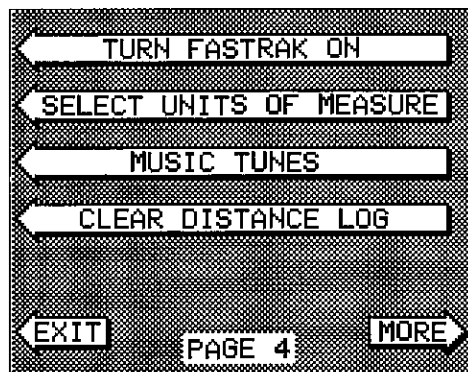 TURN FASTRAK ON
SELECT UNITS OF MEASURE
MUSIC TUNES
CLEAR DISTANCE LOG
EXIT
PAGE 4
MORE